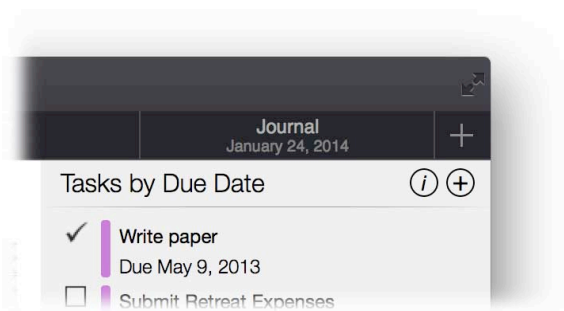 Journal
January 24, 2014
Tasks by Due Date
Write paper
Due May 9, 2013
Submit Retreat Expenses